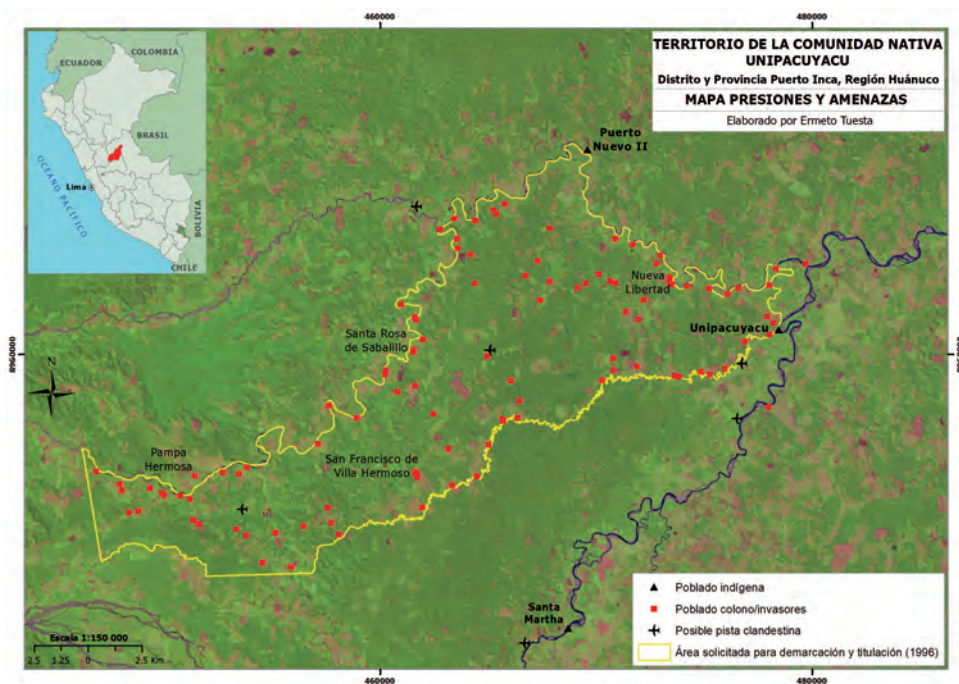 460000
480000
COLOMBIA
ECUADOR
BRASIL
Lima
OCEANO PACÍFICO
BOLIVIA
CHILE
TERRITORIO DE LA COMUNIDAD NATIVA
UNIPACUYACU
Distrito y Provincia Puerto Inca, Región Huánuco
MAPA PRESIONES Y AMENAZAS
Elaborado por Ermeto Tuesta
Puerto
Nuevo II
Nueva
Libertad
Unipacuyacu
Santa Rosa
de Sabalillo
8960000
8960000
N
Pampa
Hermosa
San Francisco de
Villa Hermoso
Santa
Martha
Poblado indígena
Poblado colono/invasores
Posible pista clandestina
Área solicitada para demarcación y titulación (1996)
Escala 1:150 000
2.5 1.25 0 2.5 Km
460000
480000